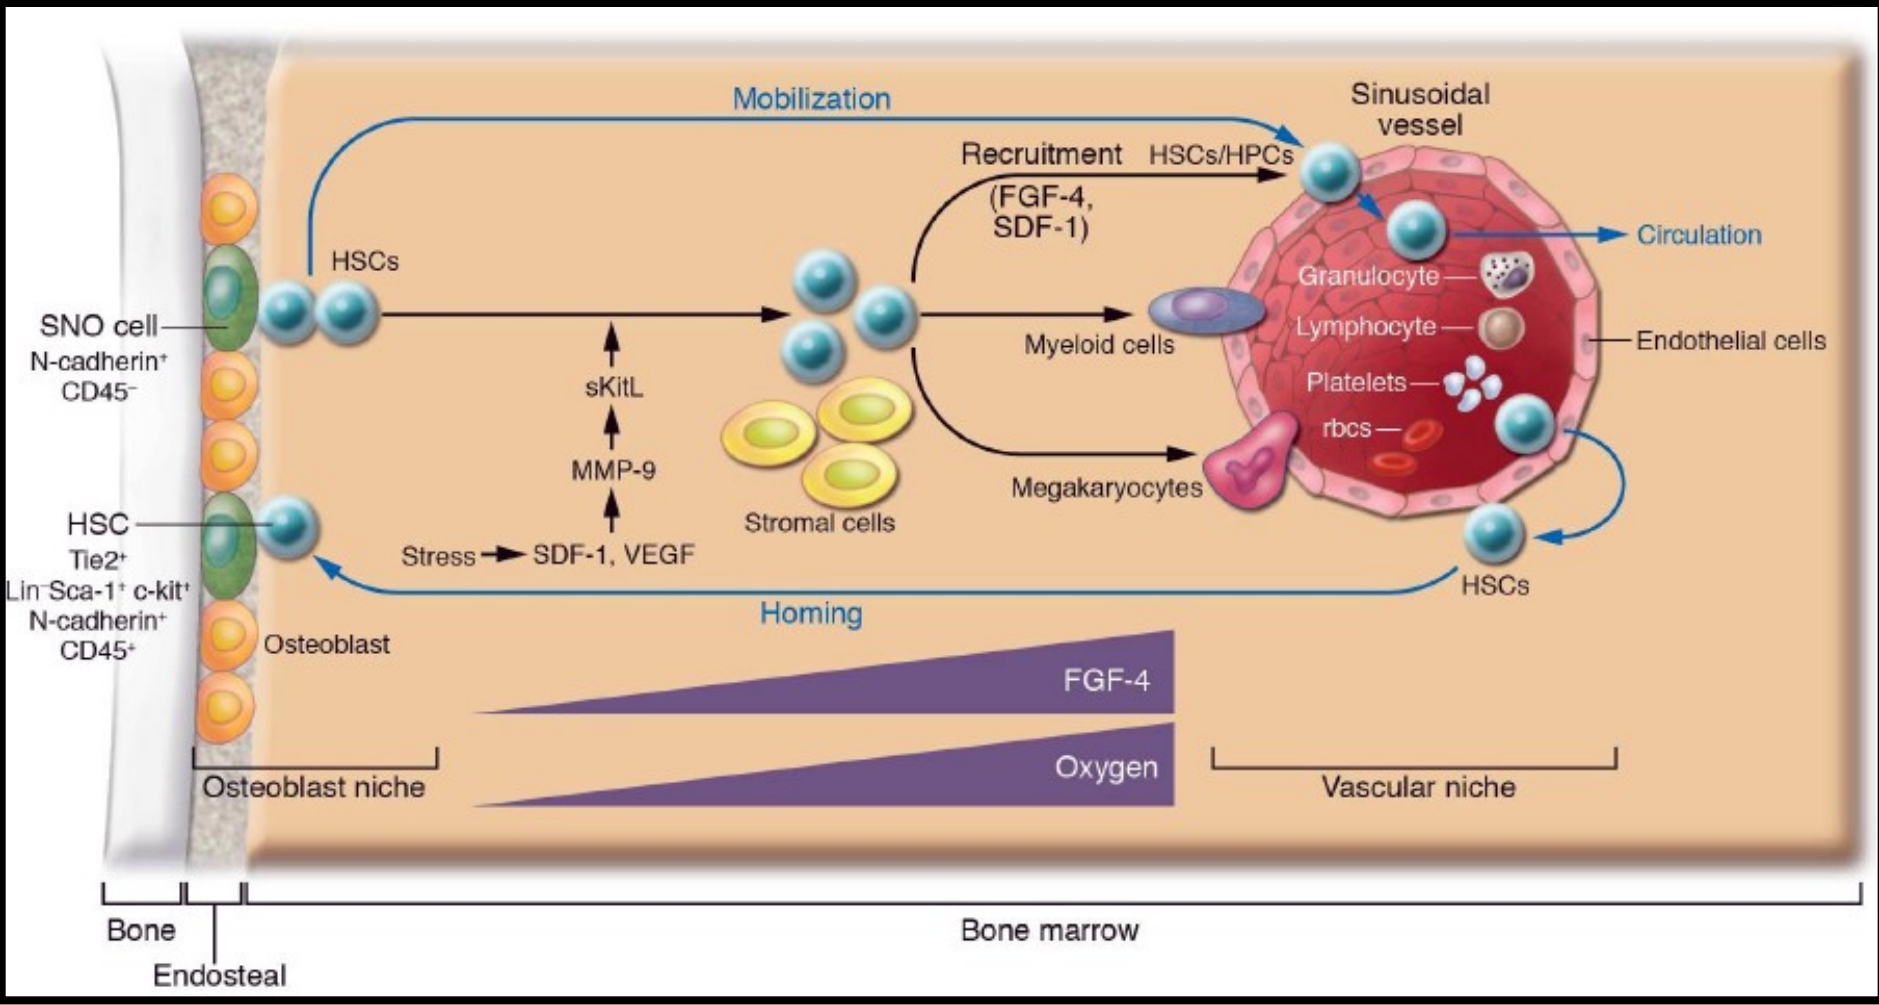 Mobilization
Sinusoidal
vessel
Recruitment
HSCs/HPCs
(FGF-4,
SDF-1)
Circulation
HSCs
Granulocyte
SNO cell
N-cadherin⁺
CD45⁻
Lymphocyte
Endothelial cells
Myeloid cells
Platelets
sKitL
rbcs
MMP-9
Megakaryocytes
HSC
Tie2⁺
Lin⁻Sca-1⁺ c-kit⁺
N-cadherin⁺
CD45⁺
Stromal cells
Stress
SDF-1, VEGF
HSCs
Homing
Osteoblast
FGF-4
Oxygen
Osteoblast niche
Vascular niche
Bone
Bone marrow
Endosteal